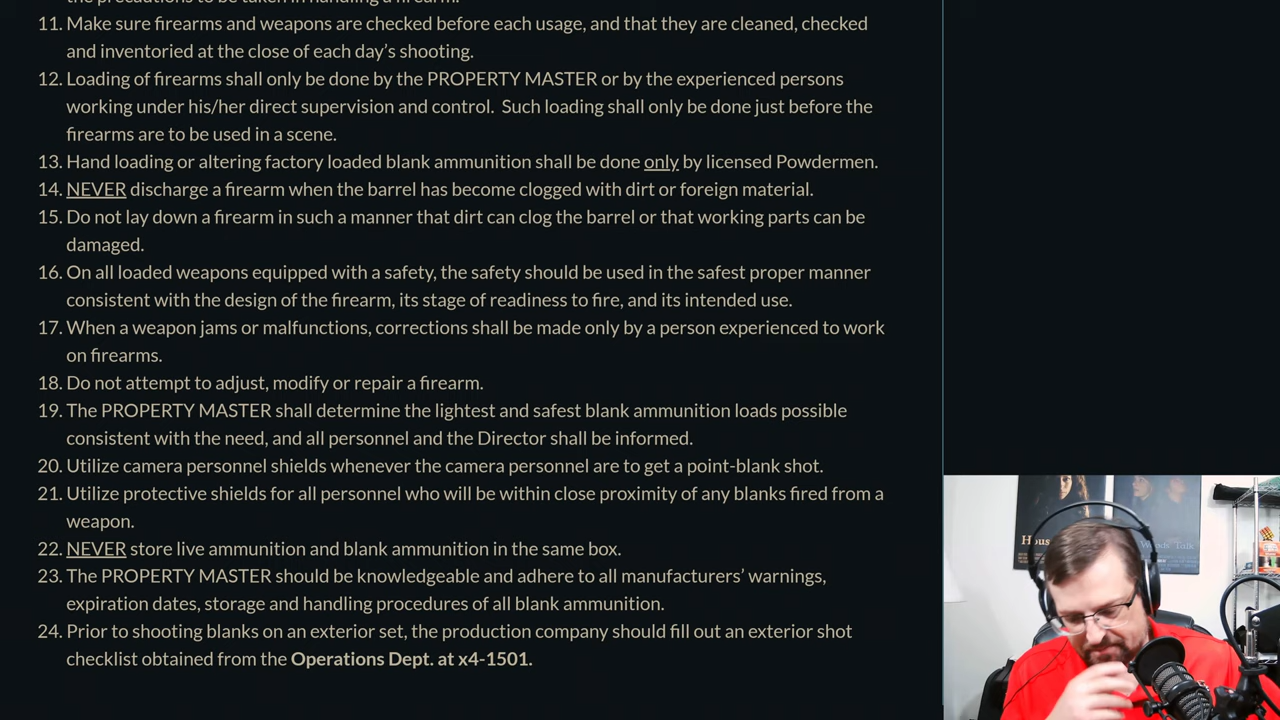 the precautions to be taken in handling a firearm.
11. Make sure firearms and weapons are checked before each usage, and that they are cleaned, checked
and inventoried at the close of each day's shooting.
12. Loading of firearms shall only be done by the PROPERTY MASTER or by the experienced persons
working under his/her direct supervision and control.  Such loading shall only be done just before the
firearms are to be used in a scene.
13. Hand loading or altering factory loaded blank ammunition shall be done only by licensed Powdermen.
14. NEVER discharge a firearm when the barrel has become clogged with dirt or foreign material.
15. Do not lay down a firearm in such a manner that dirt can clog the barrel or that working parts can be
damaged.
16. On all loaded weapons equipped with a safety, the safety should be used in the safest proper manner
consistent with the design of the firearm, its stage of readiness to fire, and its intended use.
17. When a weapon jams or malfunctions, corrections shall be made only by a person experienced to work
on firearms.
18. Do not attempt to adjust, modify or repair a firearm.
19. The PROPERTY MASTER shall determine the lightest and safest blank ammunition loads possible
consistent with the need, and all personnel and the Director shall be informed.
20. Utilize camera personnel shields whenever the camera personnel are to get a point-blank shot.
21. Utilize protective shields for all personnel who will be within close proximity of any blanks fired from a
weapon.
22. NEVER store live ammunition and blank ammunition in the same box.
23. The PROPERTY MASTER should be knowledgeable and adhere to all manufacturers' warnings,
expiration dates, storage and handling procedures of all blank ammunition.
24. Prior to shooting blanks on an exterior set, the production company should fill out an exterior shot
checklist obtained from the Operations Dept. at x4-1501.